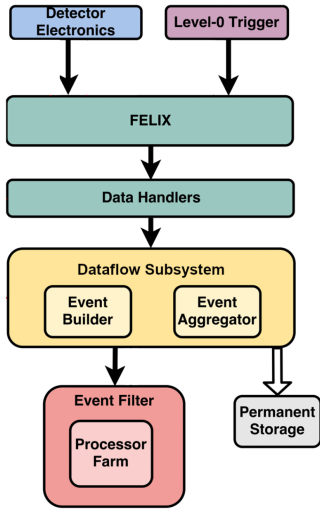 Detector
Electronics
Level-0 Trigger
FELIX
Data Handlers
Dataflow Subsystem
Event
Builder
Event
Aggregator
Event Filter
Processor
Farm
Permanent
Storage